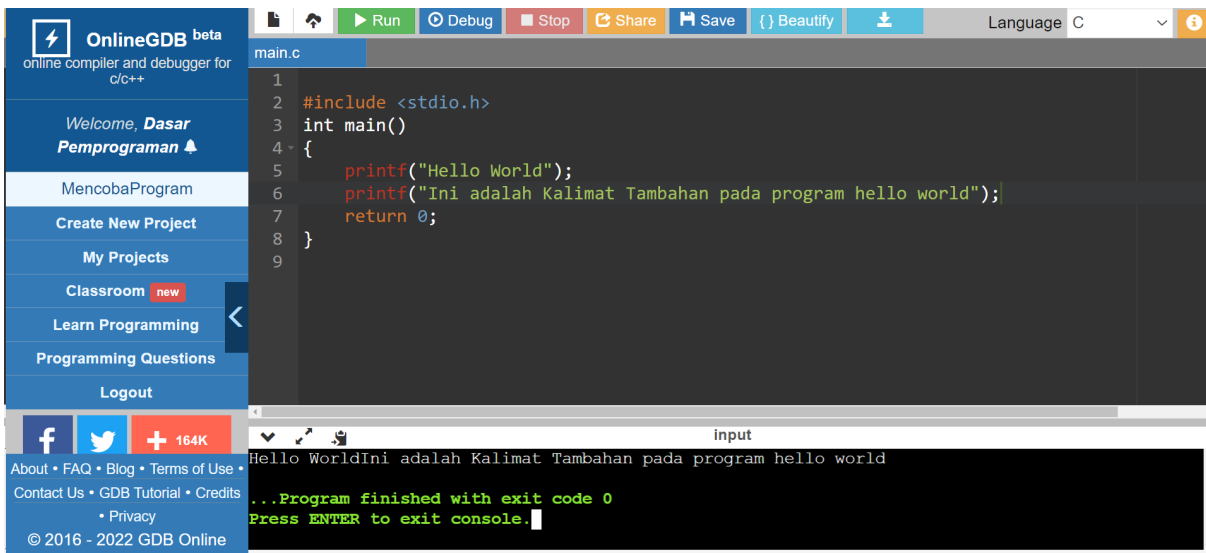 OnlineGDB beta
online compiler and debugger for
c/c++
Welcome, Dasar
Pemprograman
MencobaProgram
Create New Project
My Projects
Classroom new
Learn Programming
Programming Questions
Logout
f
+ 164K
About • FAQ • Blog • Terms of Use •
Contact Us • GDB Tutorial • Credits
• Privacy
© 2016 - 2022 GDB Online
Run Debug Stop Share Save { } Beautify Language C
main.c
1
2 #include <stdio.h>
3 int main()
4 {
5 printf("Hello World");
6 printf("Ini adalah Kalimat Tambahan pada program hello world");
7 return 0;
8 }
9
input
Hello WorldIni adalah Kalimat Tambahan pada program hello world
...Program finished with exit code 0
Press ENTER to exit console.